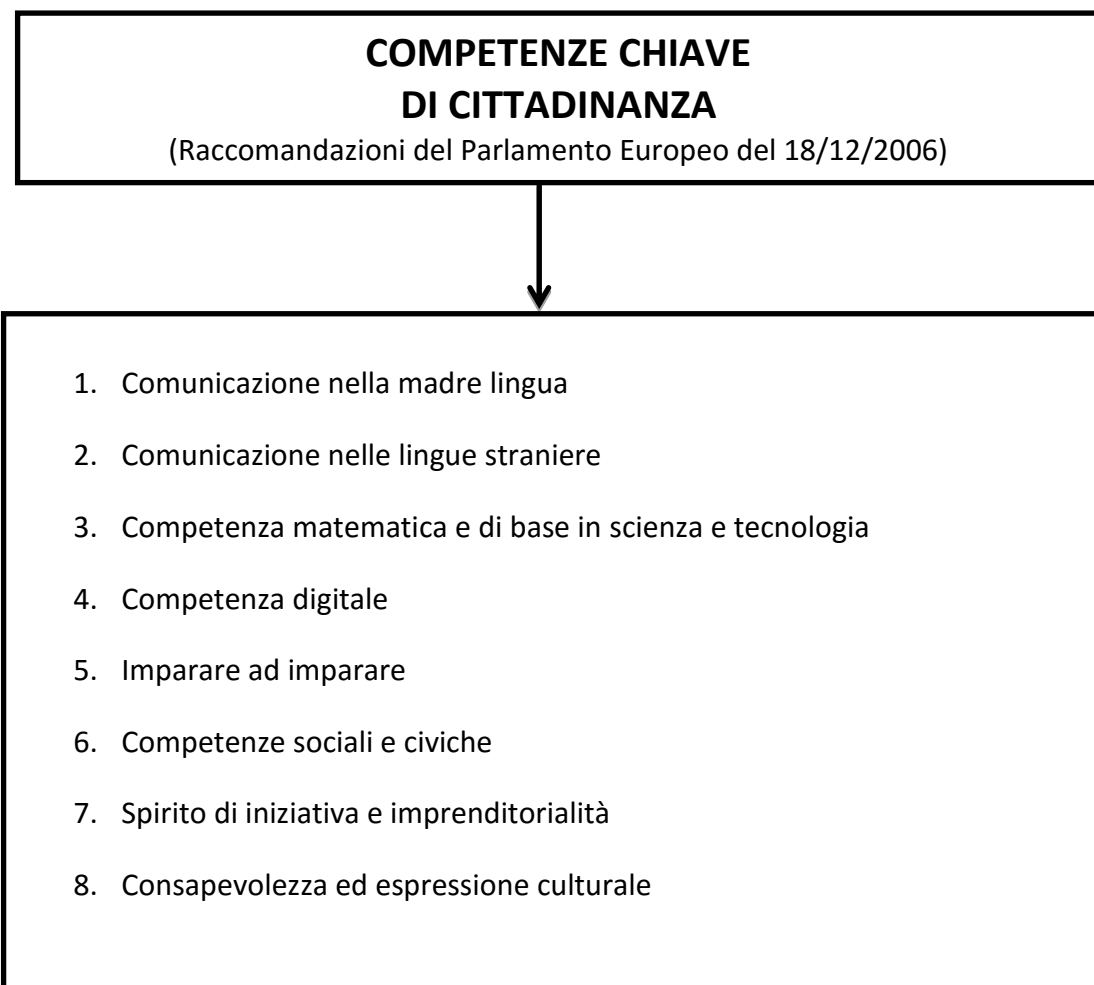 COMPETENZE CHIAVE
DI CITTADINANZA
(Raccomandazioni del Parlamento Europeo del 18/12/2006)
1. Comunicazione nella madre lingua
2. Comunicazione nelle lingue straniere
3. Competenza matematica e di base in scienza e tecnologia
4. Competenza digitale
5. Imparare ad imparare
6. Competenze sociali e civiche
7. Spirito di iniziativa e imprenditorialità
8. Consapevolezza ed espressione culturale